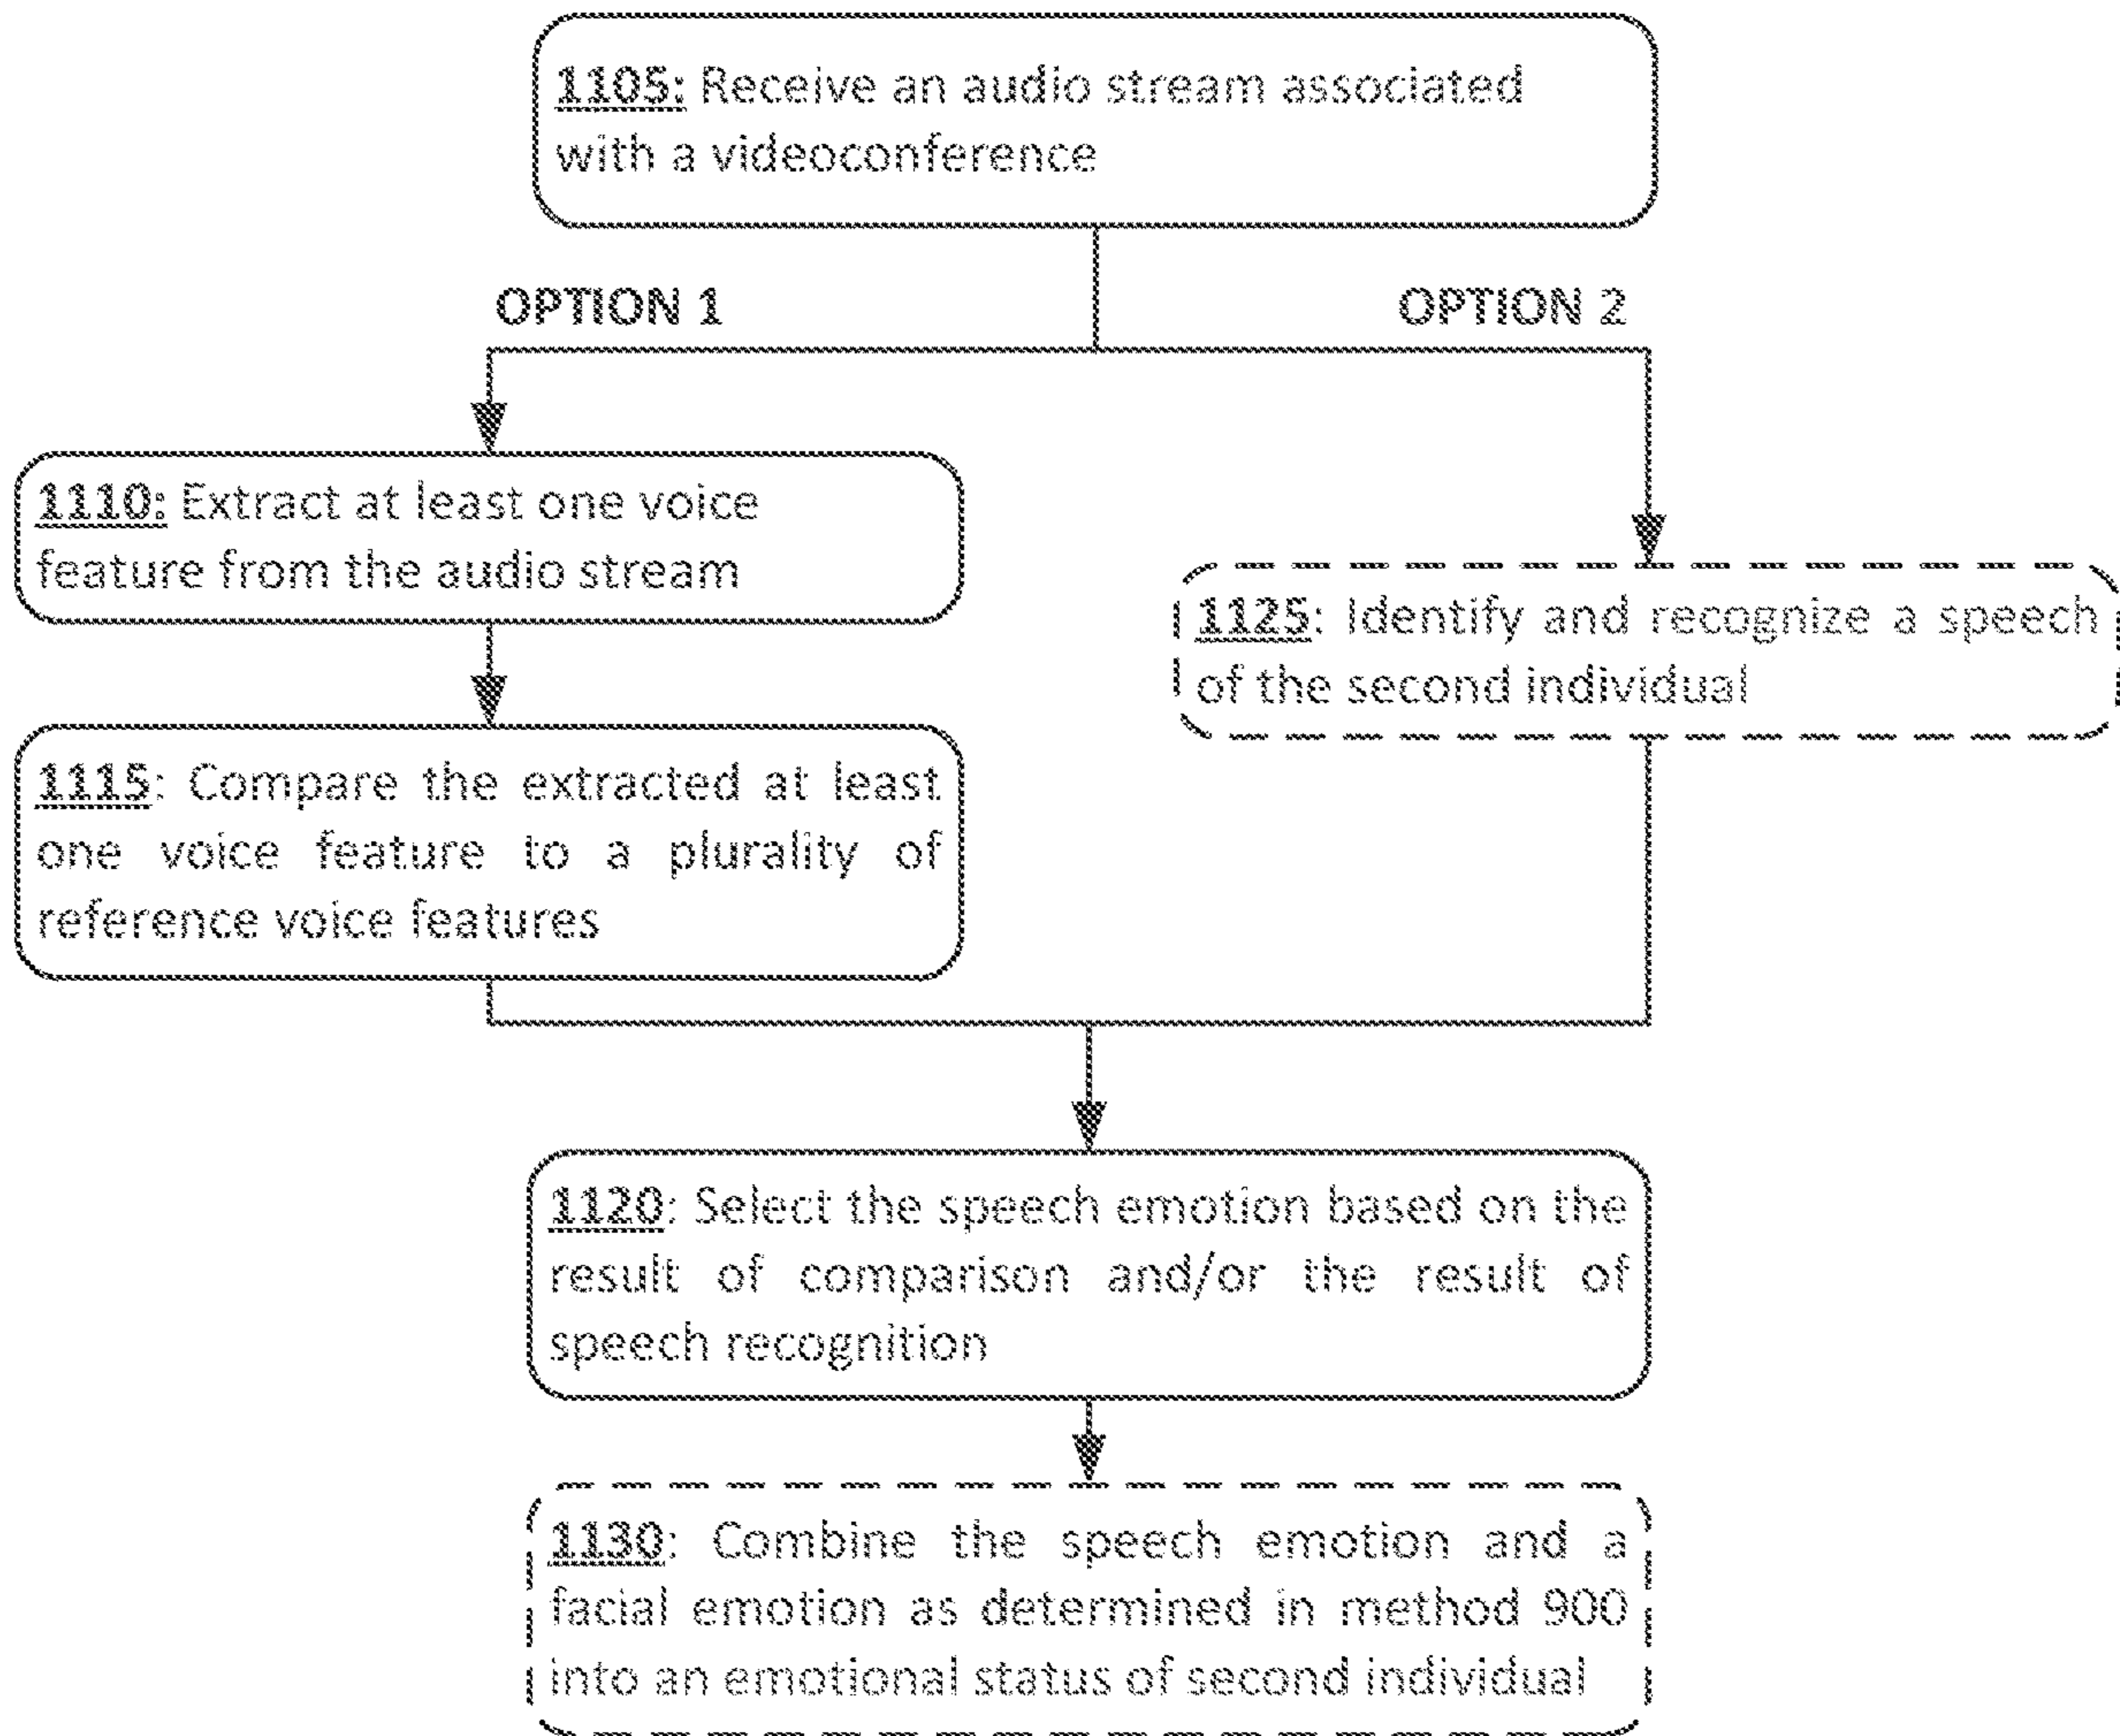 1105: Receive an audio stream associated
with a videoconference
OPTION 1
OPTION 2
1110: Extract at least one voice
feature from the audio stream
1115: Compare the extracted at least
one voice feature to a plurality of
reference voice features
1125: Identify and recognize a speech
of the second individual
1120: Select the speech emotion based on the
result of comparison and/or the result of
speech recognition
1130: Combine the speech emotion and a
facial emotion as determined in method 900
into an emotional status of second individual